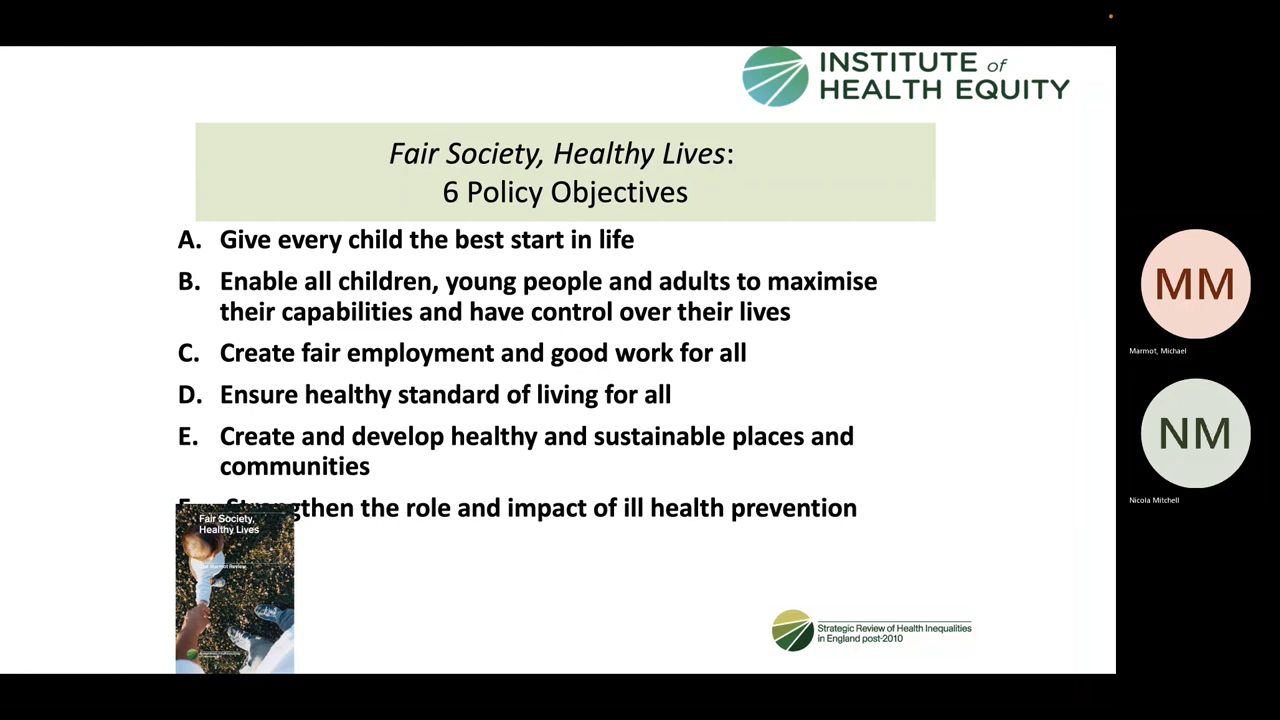 INSTITUTE of
HEALTH EQUITY
Fair Society, Healthy Lives:
6 Policy Objectives
A. Give every child the best start in life
B. Enable all children, young people and adults to maximise
their capabilities and have control over their lives
C. Create fair employment and good work for all
D. Ensure healthy standard of living for all
E. Create and develop healthy and sustainable places and
communities
Strengthen the role and impact of ill health prevention
Fair Society,
Healthy Lives
The Marmot Review
Strategic Review of Health Inequalities
in England post-2010
MM
Marmot, Michael
NM
Nicola Mitchell